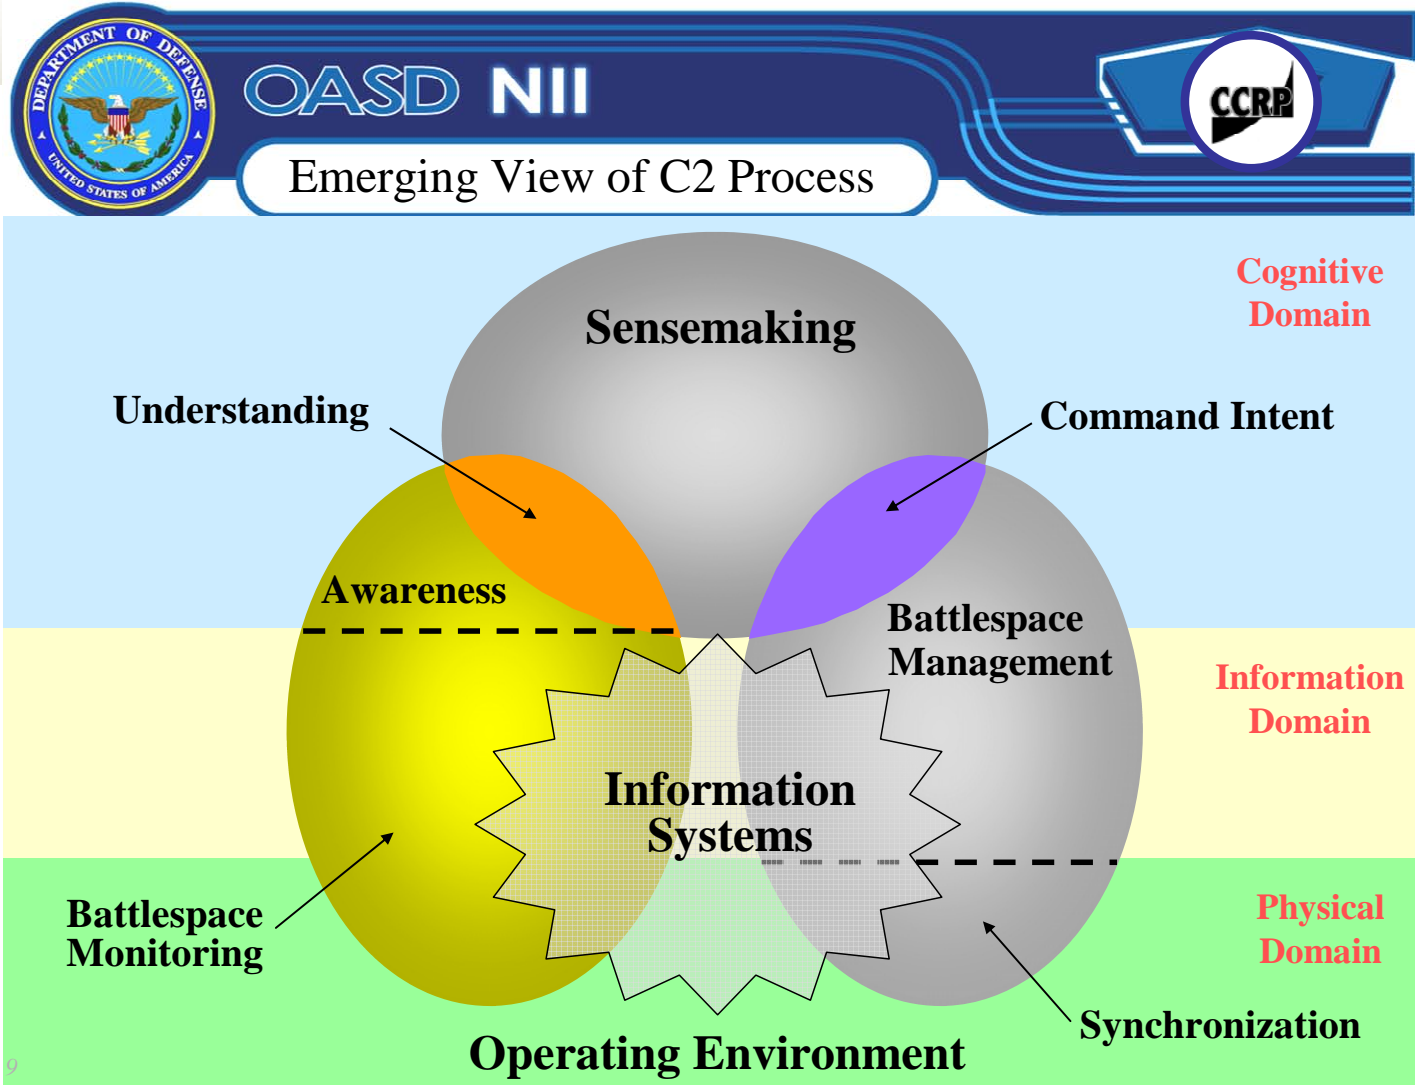 DEPARTMENT OF DEFENSE
UNITED STATES OF AMERICA
OASD NII
CCRP
Emerging View of C2 Process
Cognitive
Domain
Sensemaking
Understanding
Command Intent
Awareness
Battlespace
Management
Information
Domain
Information
Systems
Battlespace
Monitoring
Physical
Domain
Synchronization
Operating Environment
9